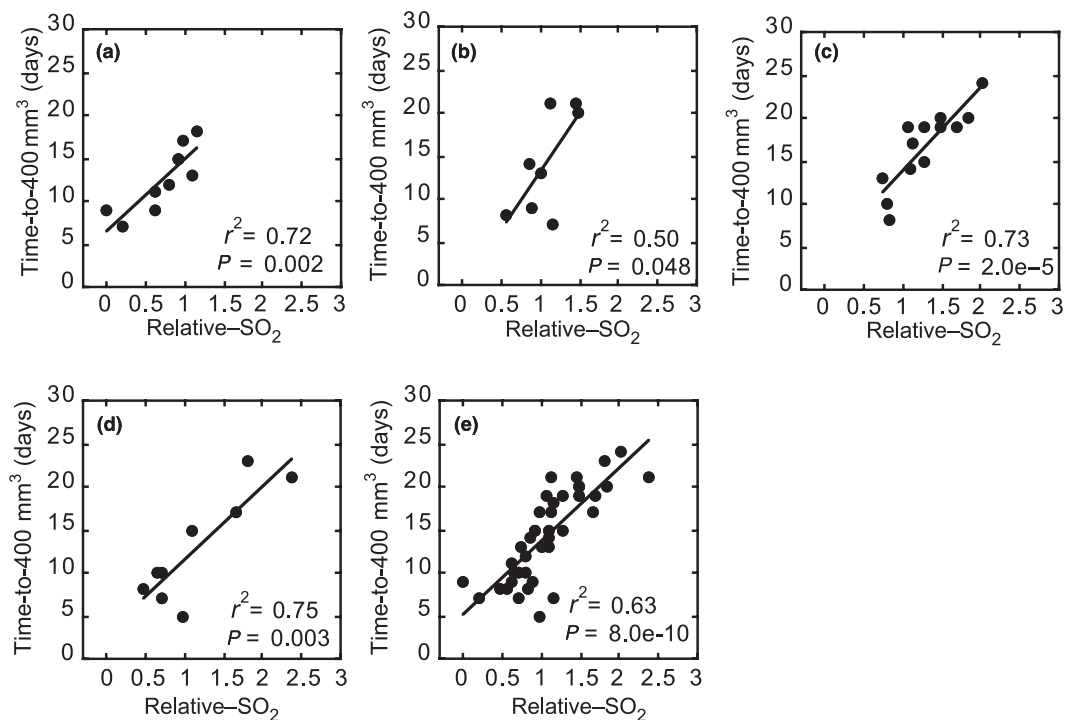 (a)
Time-to-400 mm³ (days)
30
25
20
15
10
5
0
r² = 0.72
P = 0.002
0 0.5 1 1.5 2 2.5 3
Relative–SO₂
(b)
Time-to-400 mm³ (days)
30
25
20
15
10
5
0
r² = 0.50
P = 0.048
0 0.5 1 1.5 2 2.5 3
Relative–SO₂
(c)
Time-to-400 mm³ (days)
30
25
20
15
10
5
0
r² = 0.73
P = 2.0e–5
0 0.5 1 1.5 2 2.5 3
Relative–SO₂
(d)
Time-to-400 mm³ (days)
30
25
20
15
10
5
0
r² = 0.75
P = 0.003
0 0.5 1 1.5 2 2.5 3
Relative–SO₂
(e)
Time-to-400 mm³ (days)
30
25
20
15
10
5
0
r² = 0.63
P = 8.0e-10
0 0.5 1 1.5 2 2.5 3
Relative–SO₂